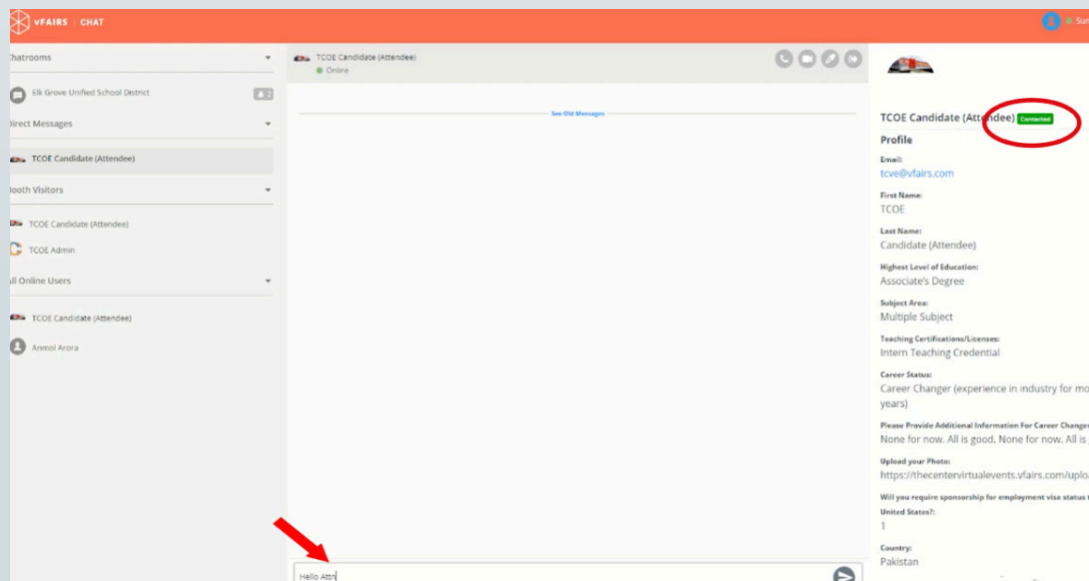 vFAIRS | CHAT
Chatrooms
Elk Grove Unified School District
2
Direct Messages
TCOE Candidate (Attendee)
Booth Visitors
TCOE Candidate (Attendee)
TCOE Admin
All Online Users
TCOE Candidate (Attendee)
Anmol Arora
TCOE Candidate (Attendee)
Online
See Old Messages
Hello Attn
TCOE Candidate (Attendee) Contacted
Profile
Email:
tcve@vfairs.com
First Name:
TCOE
Last Name:
Candidate (Attendee)
Highest Level of Education:
Associate's Degree
Subject Area:
Multiple Subject
Teaching Certifications/Licenses:
Intern Teaching Credential
Career Status:
Career Changer (experience in industry for mo
years)
Please Provide Additional Information For Career Changer
None for now. All is good. None for now. All is
Upload your Photo:
https://thecentervirtualevents.vfairs.com/uplo
Will you require sponsorship for employment visa status
United States?:
1
Country:
Pakistan